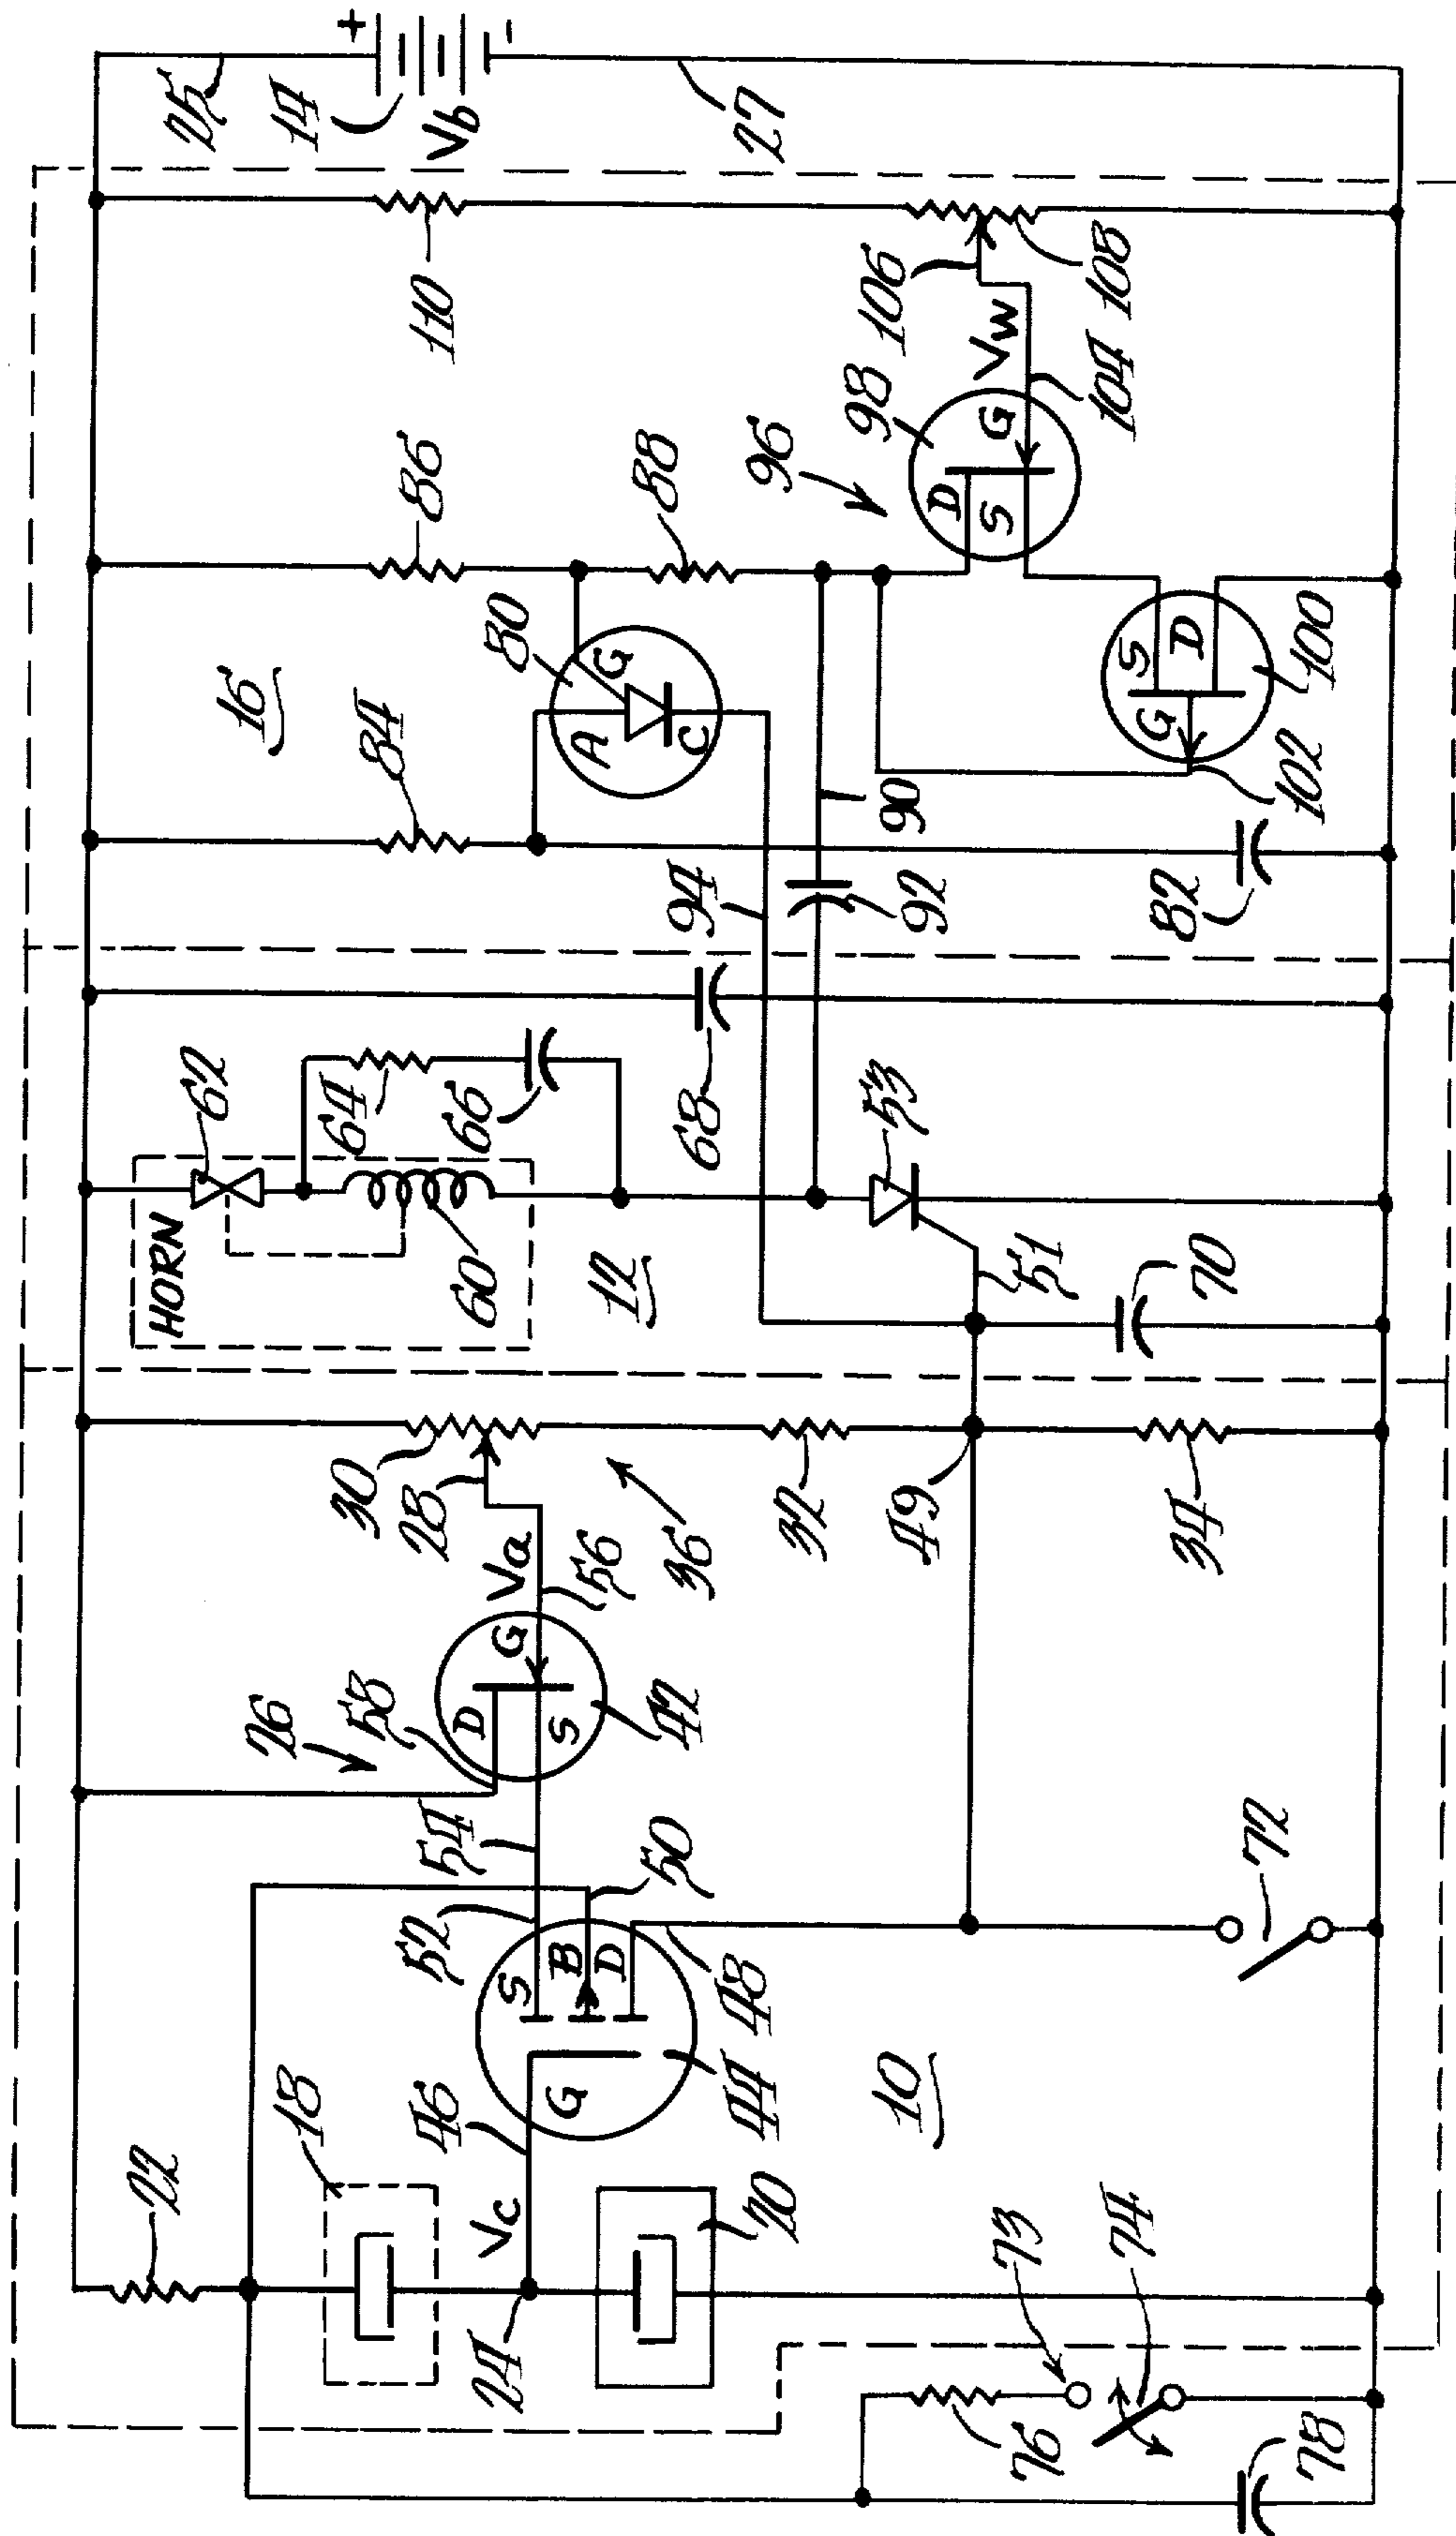 25
14
+
-
Vb
27
110
106
108
Vw
104
98
G
D
S
96
86
88
16
80
G
A
C
84
S
D
G
100
102
90
92
94
82
62
64
66
68
HORN
60
12
53
51
70
30
28
36
32
49
34
Va
56
G
D
S
42
26
58
54
52
50
S
B
D
G
48
44
72
10
18
46
22
Vc
20
24
73
74
76
78